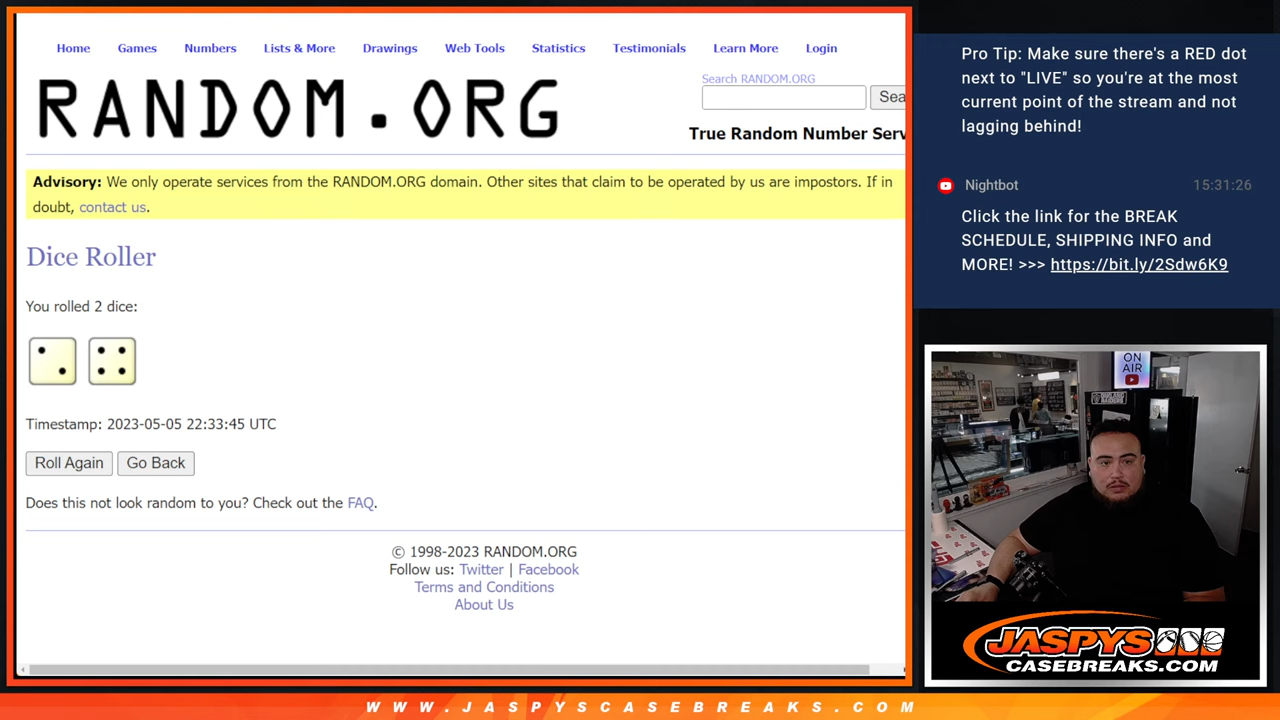 Home Games Numbers Lists & More Drawings Web Tools Statistics Testimonials Learn More Login
RANDOM.ORG
Search RANDOM.ORG
Sea
True Random Number Serv
Advisory: We only operate services from the RANDOM.ORG domain. Other sites that claim to be operated by us are impostors. If in
doubt, contact us.
Dice Roller
You rolled 2 dice:
Timestamp: 2023-05-05 22:33:45 UTC
Roll Again Go Back
Does this not look random to you? Check out the FAQ.
© 1998-2023 RANDOM.ORG
Follow us: Twitter | Facebook
Terms and Conditions
About Us
Pro Tip: Make sure there's a RED dot
next to "LIVE" so you're at the most
current point of the stream and not
lagging behind!
Nightbot 15:31:26
Click the link for the BREAK
SCHEDULE, SHIPPING INFO and
MORE! >>> https://bit.ly/2Sdw6K9
ON
AIR
JASPYS
CASEBREAKS.COM
WWW.JASPYSCASEBREAKS.COM